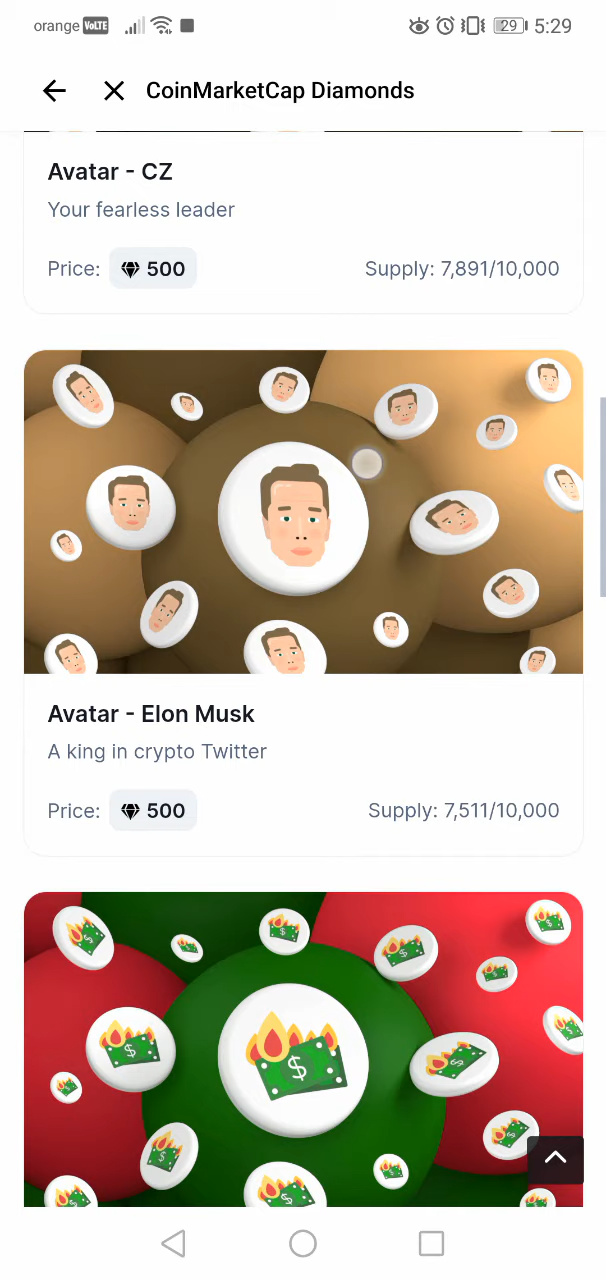 orange VoLTE 29 5:29
CoinMarketCap Diamonds
Avatar - CZ
Your fearless leader
Price: 500 Supply: 7,891/10,000
Avatar - Elon Musk
A king in crypto Twitter
Price: 500 Supply: 7,511/10,000